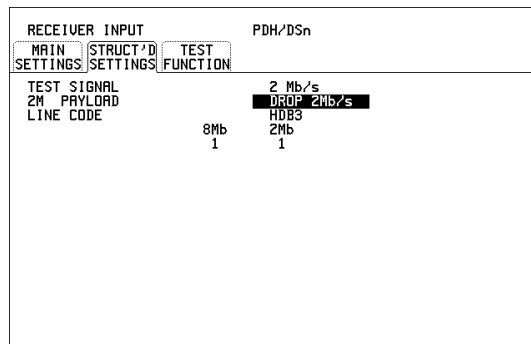 RECEIVER INPUT PDH/DSn
MAIN SETTINGS STRUCT'D SETTINGS TEST FUNCTION
TEST SIGNAL 2 Mb/s
2M PAYLOAD DROP 2Mb/s
LINE CODE HDB3
8Mb 2Mb
1 1